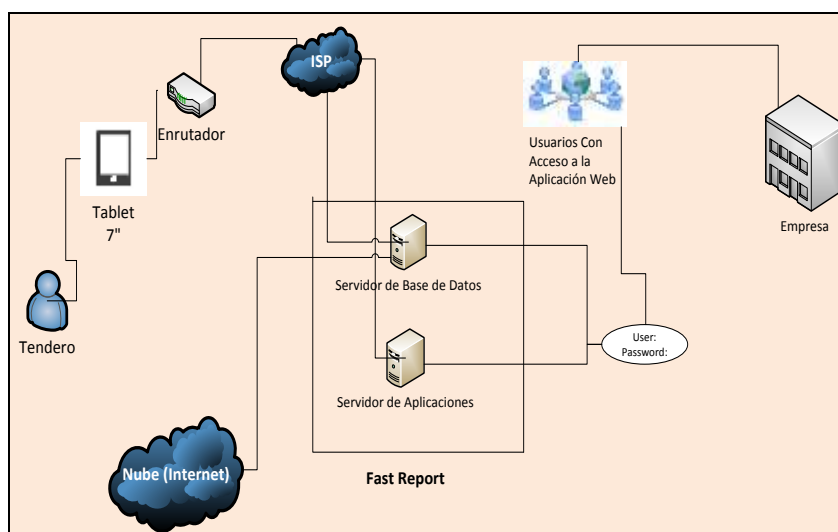 ISP
Enrutador
Usuarios Con
Acceso a la
Aplicación Web
Empresa
Tablet
7"
Servidor de Base de Datos
Tendero
User:
Password:
Servidor de Aplicaciones
Nube (Internet)
Fast Report